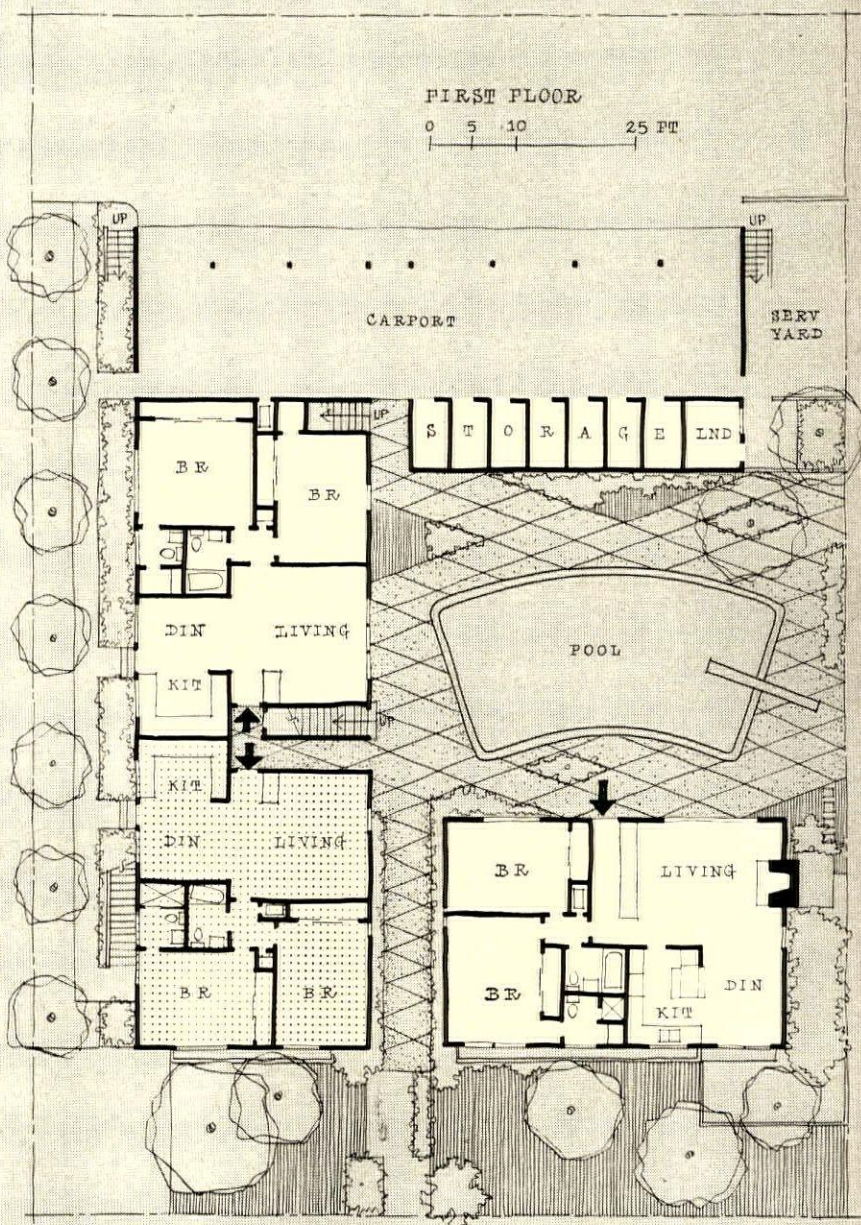 FIRST FLOOR
0 5 10 25 FT
UP
UP
CARPORT
SERV
YARD
UP
S T O R A G E LND
BR
BR
DIN
LIVING
POOL
KIT
UP
KIT
DIN
LIVING
BR
LIVING
BR
BR
BR
KIT
DIN